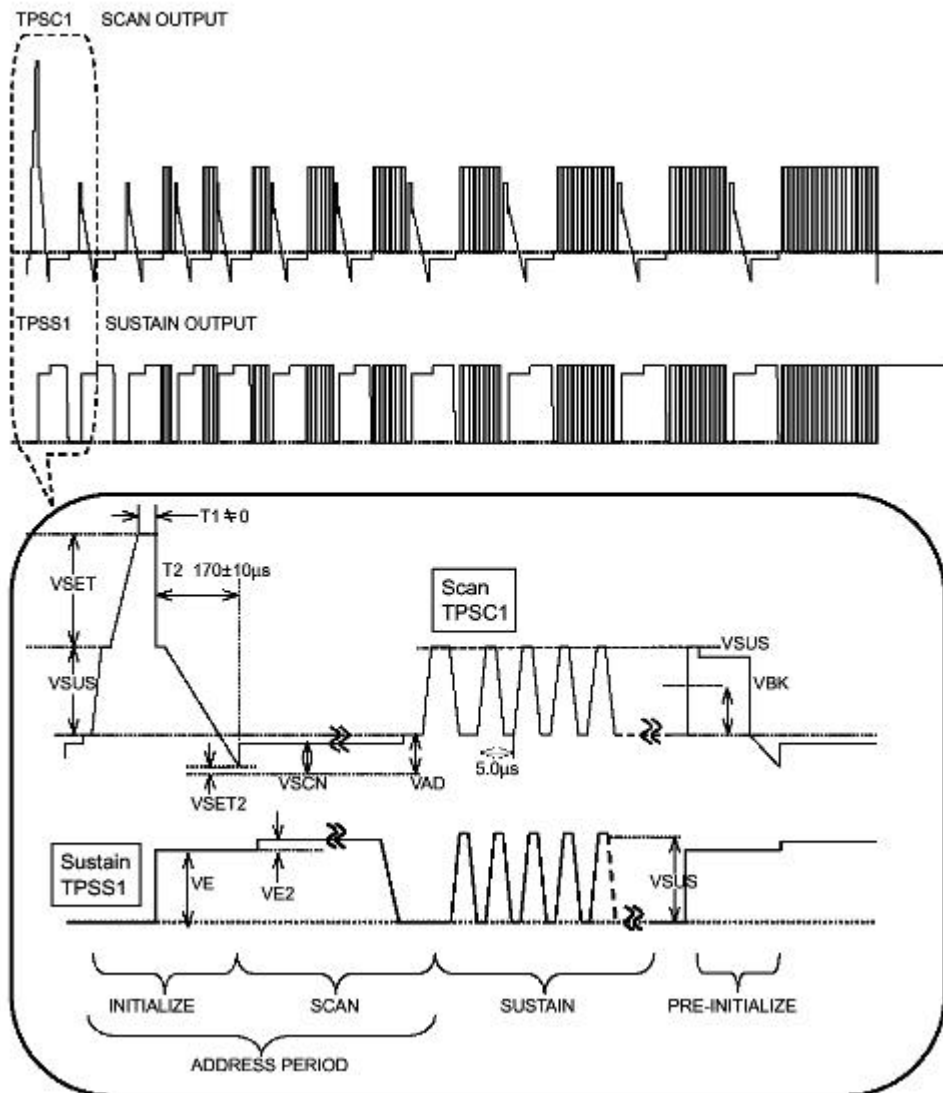 TPSC1 SCAN OUTPUT
TPSS1 SUSTAIN OUTPUT
T1≒0
VSET
T2 170±10µs
Scan
TPSC1
VSUS
VSUS
VBK
5.0µs
VSCN
VAD
VSET2
Sustain
TPSS1
VE
VE2
VSUS
INITIALIZE
SCAN
SUSTAIN
PRE-INITIALIZE
ADDRESS PERIOD